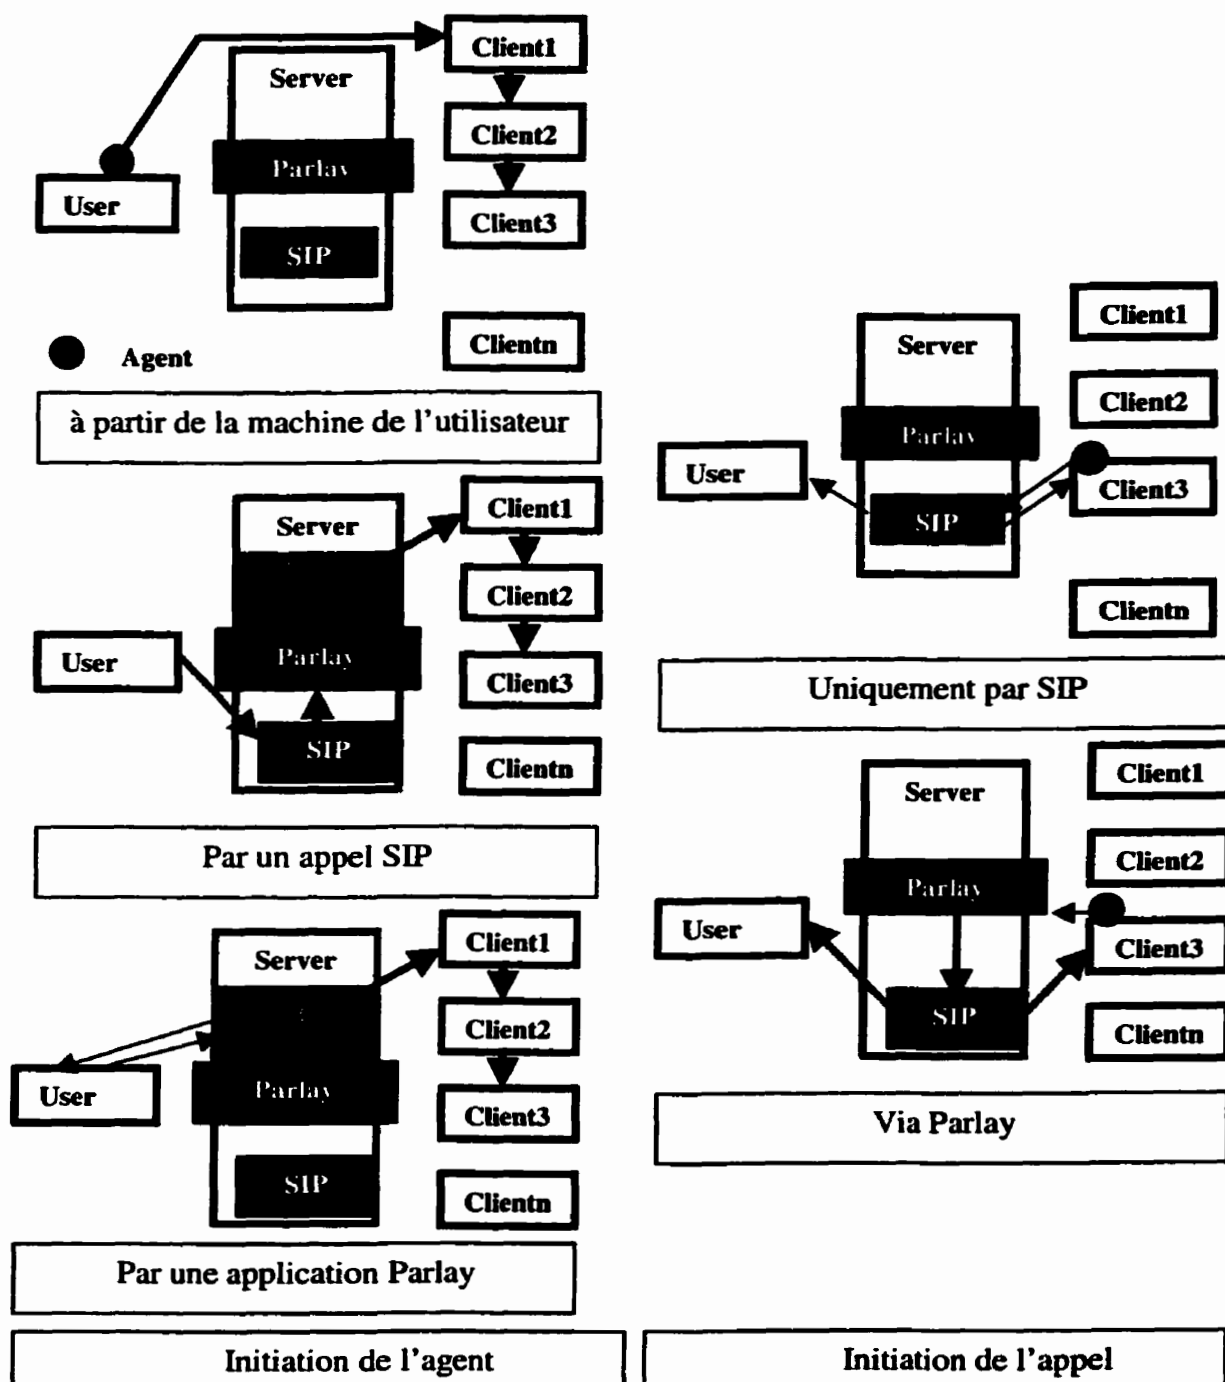 Client1
Server
Client2
Parlay
User
Client3
SIP
Clientn
Agent
à partir de la machine de l'utilisateur
Client1
Server
Client2
User
Parlay
Client3
SIP
Clientn
Par un appel SIP
Client1
Server
Client2
User
Parlay
Client3
SIP
Clientn
Par une application Parlay
Initiation de l'agent
Client1
Server
Client2
Parlay
User
Client3
SIP
Clientn
Uniquement par SIP
Client1
Server
Client2
Parlay
User
Client3
SIP
Clientn
Via Parlay
Initiation de l'appel